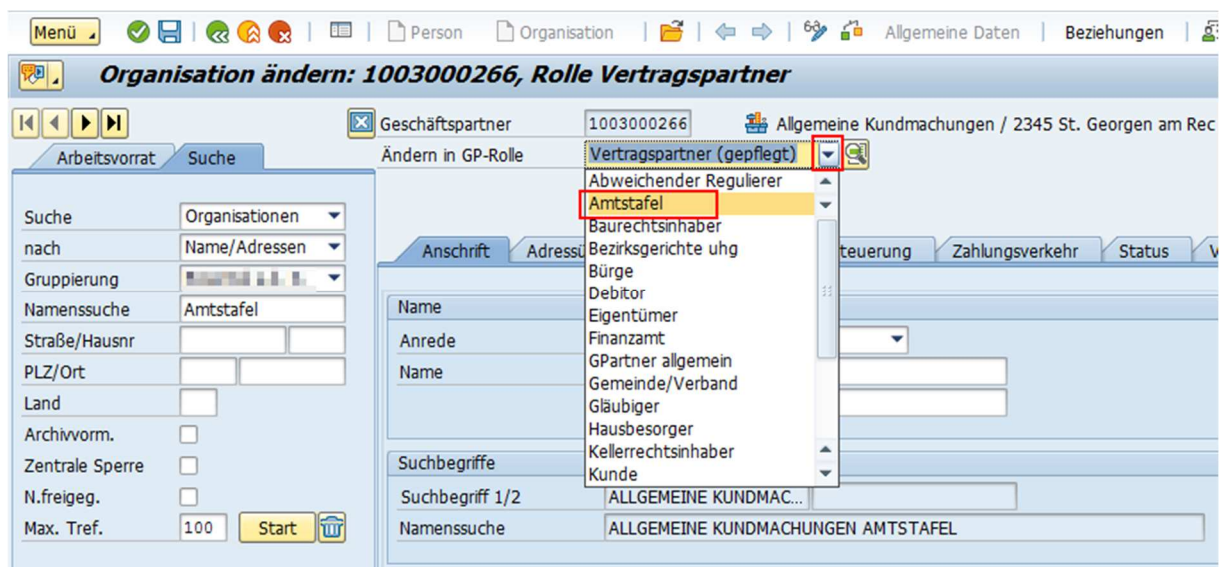 Menü Person Organisation Allgemeine Daten Beziehungen
Organisation ändern: 1003000266, Rolle Vertragspartner
Geschäftspartner 1003000266 Allgemeine Kundmachungen / 2345 St. Georgen am Rec
Arbeitsvorrat Suche
Ändern in GP-Rolle Vertragspartner (gepflegt)
Abweichender Regulierer
Amtstafel
Baurechtsinhaber
Bezirksgerichte uhg
Bürge
Debitor
Eigentümer
Finanzamt
GPartner allgemein
Gemeinde/Verband
Gläubiger
Hausbesorger
Kellerrechtsinhaber
Kunde
Suche Organisationen
nach Name/Adressen
Gruppierung
Namenssuche Amtstafel
Straße/Hausnr
PLZ/Ort
Land
Archivvorm.
Zentrale Sperre
N.freigeg.
Max. Tref. 100 Start
Anschrift Adressü teuerung Zahlungsverkehr Status V
Name
Anrede
Name
Suchbegriffe
Suchbegriff 1/2 ALLGEMEINE KUNDMAC...
Namenssuche ALLGEMEINE KUNDMACHUNGEN AMTSTAFEL